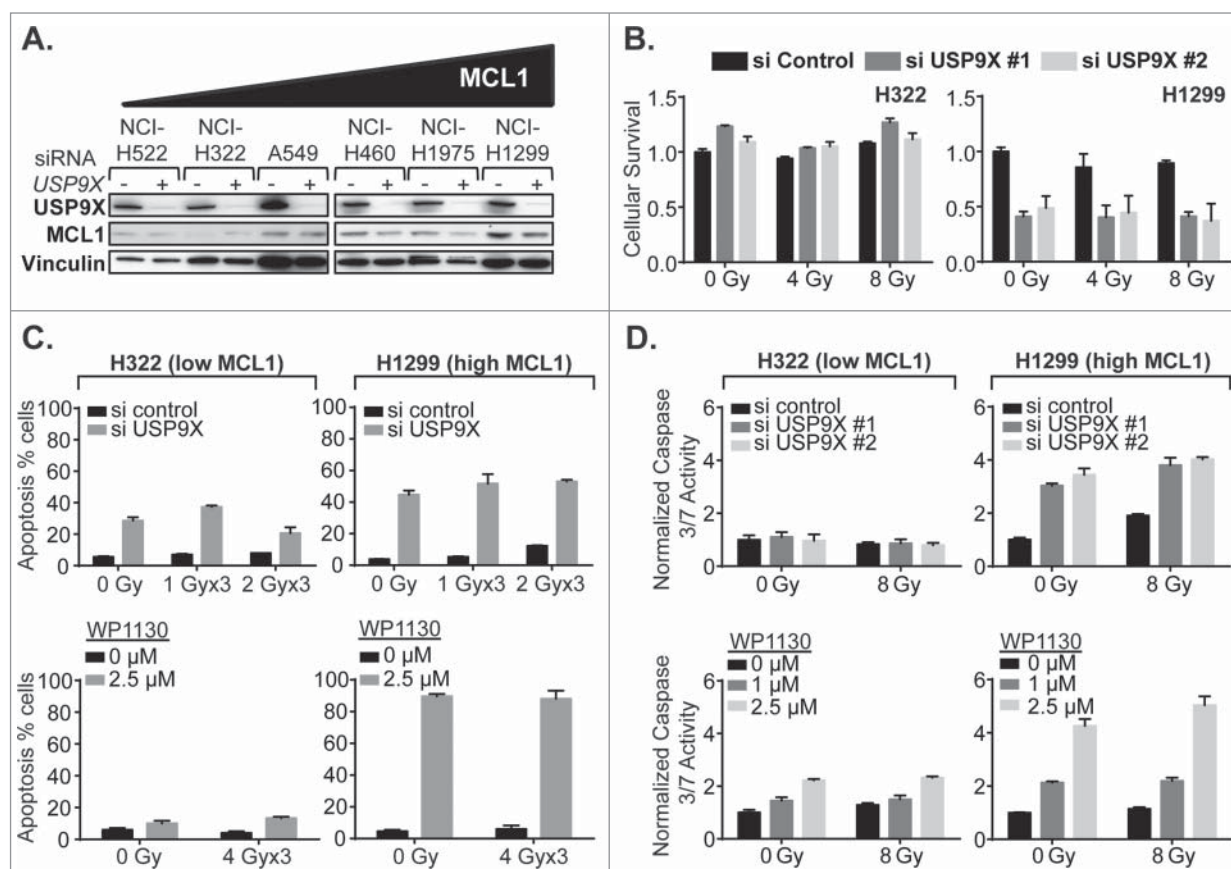 A.
MCL1
NCI- NCI- NCI- NCI- NCI-
siRNA H522 H322 A549 H460 H1975 H1299
USP9X - + - + - + - + - + - +
USP9X
MCL1
Vinculin
B.
si Control si USP9X #1 si USP9X #2
H322 H1299
Cellular Survival
1.5 1.5
1.0 1.0
0.5 0.5
0.0 0.0
0 Gy 4 Gy 8 Gy 0 Gy 4 Gy 8 Gy
C.
H322 (low MCL1) H1299 (high MCL1)
Apoptosis % cells
100 100
80 80
60 60
40 40
20 20
0 0
si control si control
si USP9X si USP9X
0 Gy 1 Gyx3 2 Gyx3 0 Gy 1 Gyx3 2 Gyx3
WP1130 WP1130
0 µM 0 µM
2.5 µM 2.5 µM
Apoptosis % cells
100 100
80 80
60 60
40 40
20 20
0 0
0 Gy 4 Gyx3 0 Gy 4 Gyx3
D.
H322 (low MCL1) H1299 (high MCL1)
Normalized Caspase
3/7 Activity
6 6
4 4
2 2
0 0
si control si control
si USP9X #1 si USP9X #1
si USP9X #2 si USP9X #2
0 Gy 8 Gy 0 Gy 8 Gy
WP1130 WP1130
0 µM 0 µM
1 µM 1 µM
2.5 µM 2.5 µM
Normalized Caspase
3/7 Activity
6 6
4 4
2 2
0 0
0 Gy 8 Gy 0 Gy 8 Gy